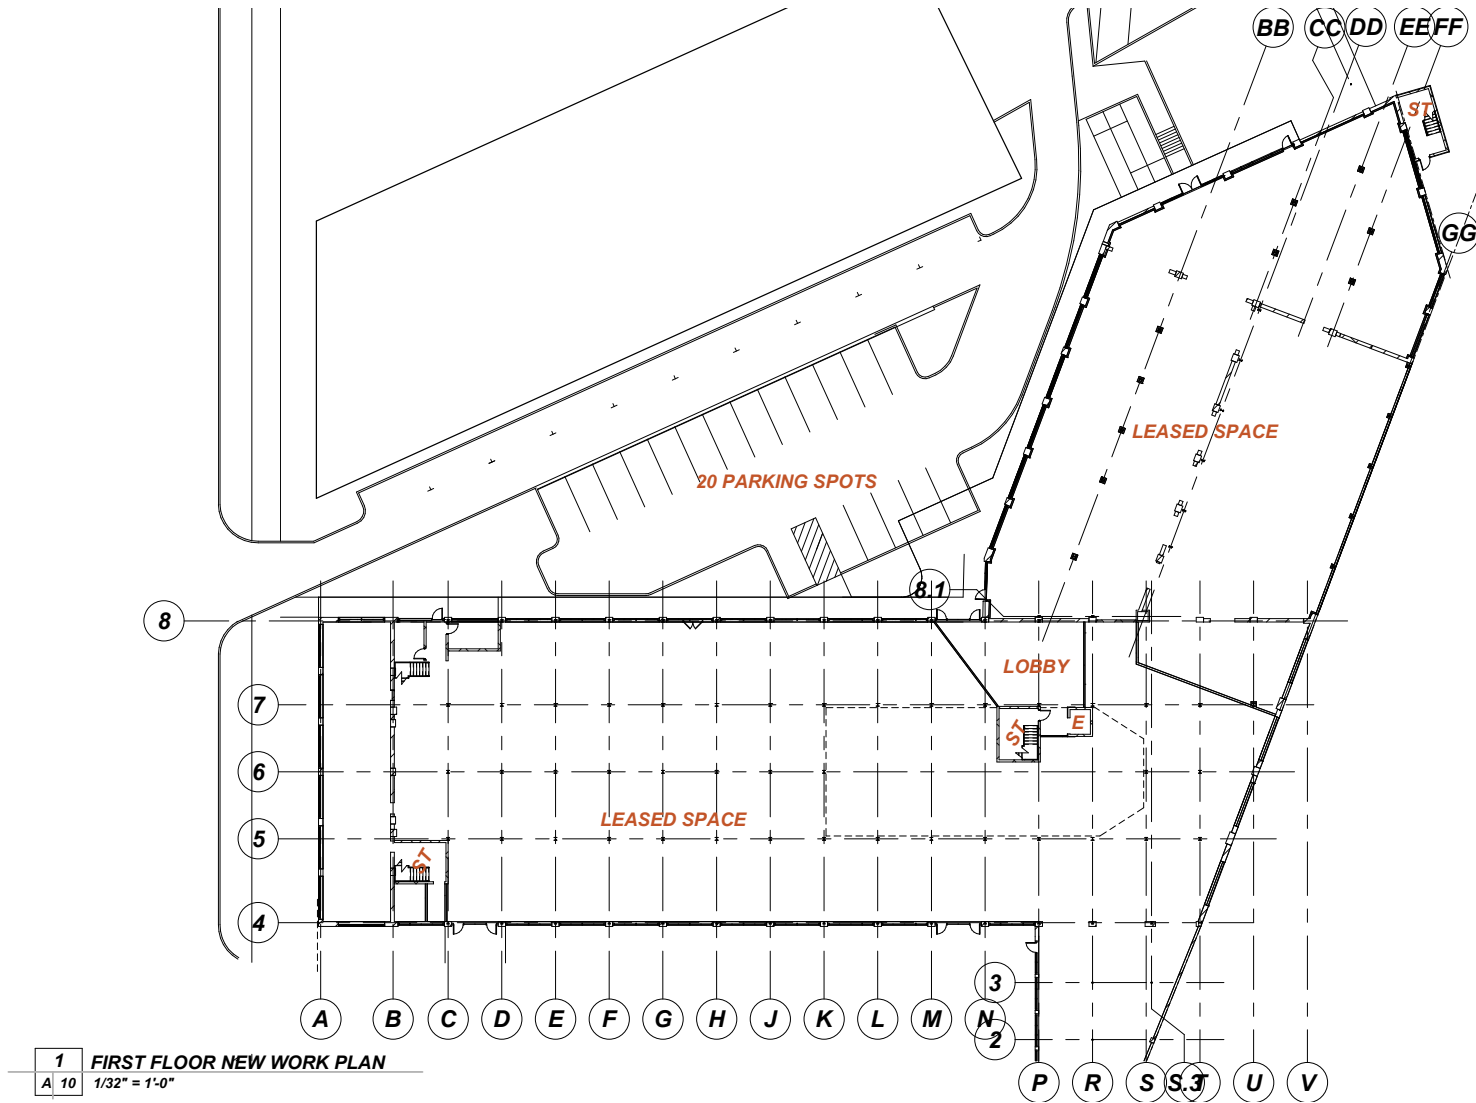 BB CC DD EE FF
ST
GG
LEASED SPACE
20 PARKING SPOTS
8.1
8
LOBBY
7
ST E
6
LEASED SPACE
5
ST
4
3
A B C D E F G H J K L M N
2
P R S S.3 T U V
1 FIRST FLOOR NEW WORK PLAN
A 10 1/32" = 1'-0"